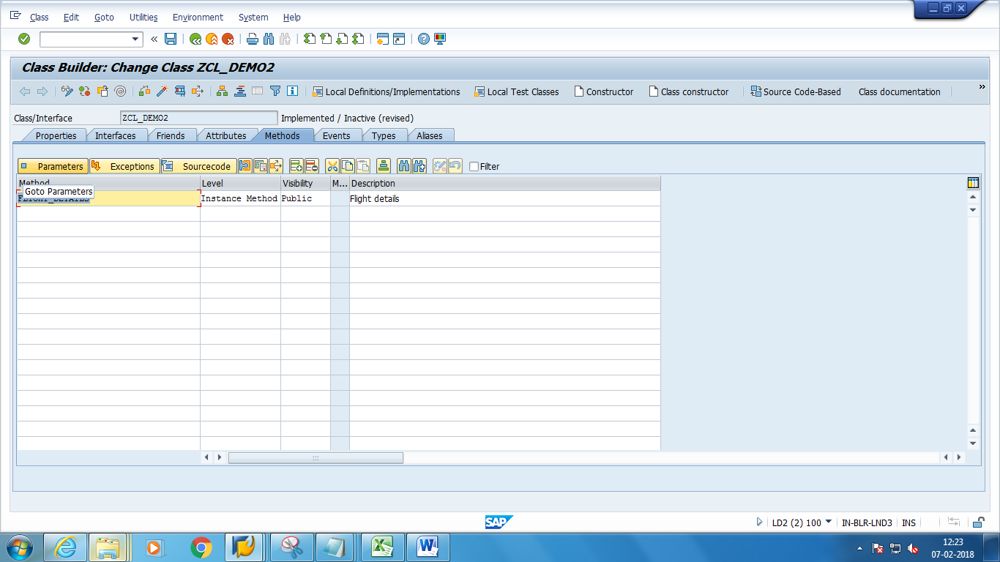 Class Edit Goto Utilities Environment System Help
Class Builder: Change Class ZCL_DEMO2
Local Definitions/Implementations Local Test Classes Constructor Class constructor Source Code-Based Class documentation
Class/Interface ZCL_DEMO2 Implemented / Inactive (revised)
Properties Interfaces Friends Attributes Methods Events Types Aliases
Parameters Exceptions Sourcecode Filter
Method Level Visibility M... Description
Goto Parameters
Instance Method Public Flight details
SAP
LD2 (2) 100 IN-BLR-LND3 INS
12:23
07-02-2018